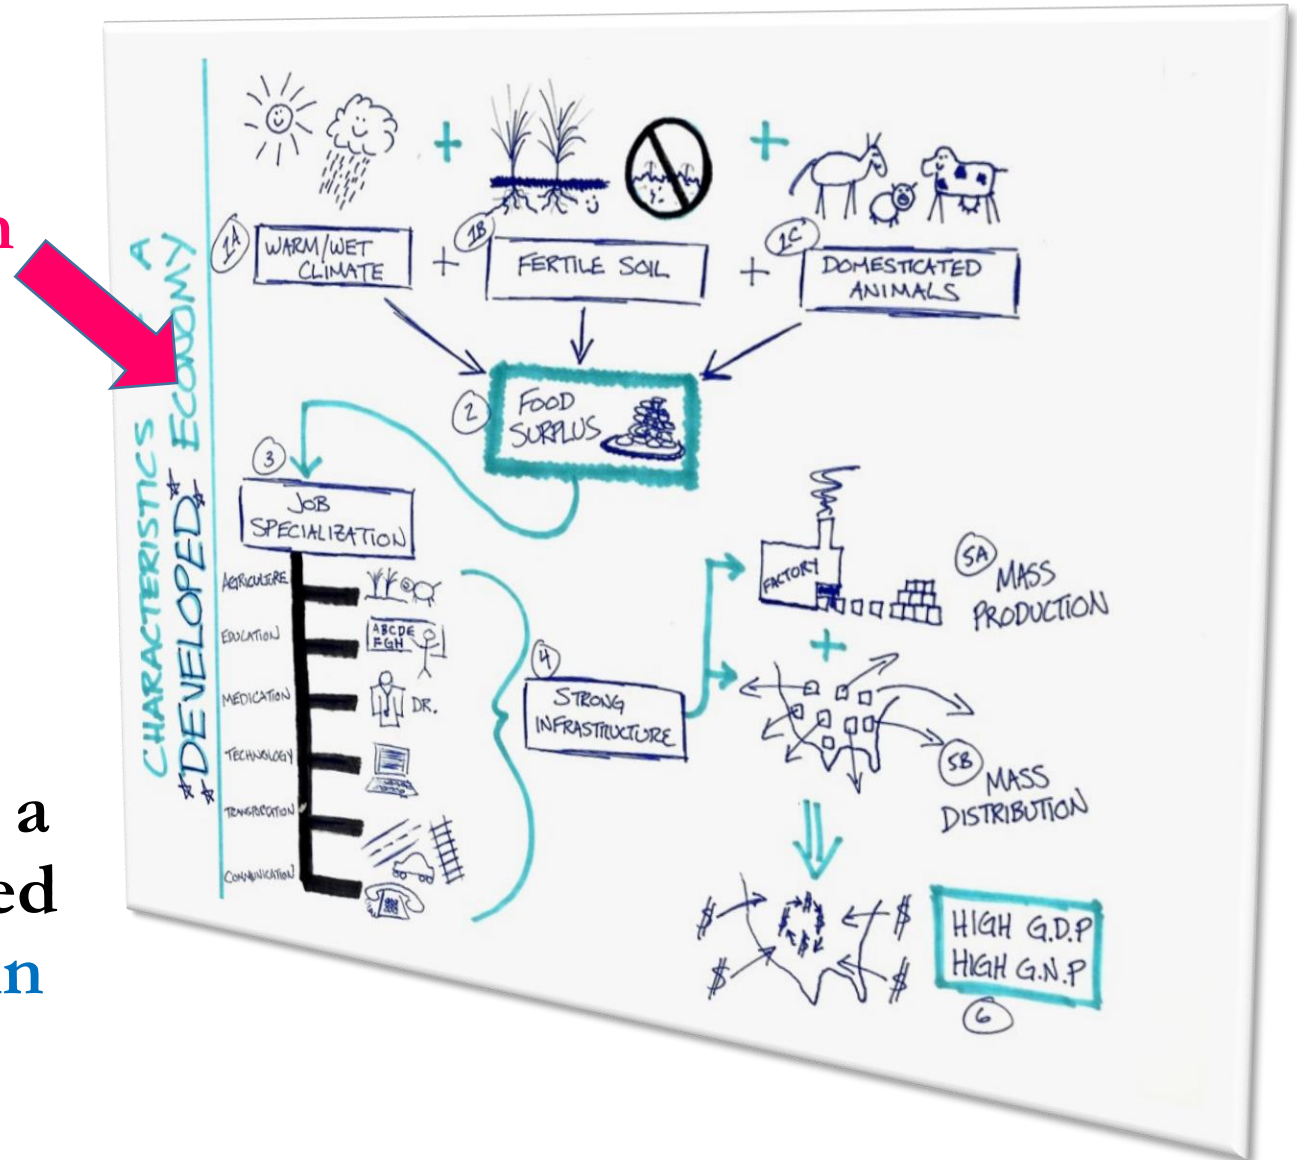 n
a
ed
in
CHARACTERISTICS A
*DEVELOPED* ECONOMY
+
+
1A
WARM/WET
CLIMATE
+
1B
FERTILE SOIL
+
1C
DOMESTICATED
ANIMALS
2
FOOD
SURPLUS
3
JOB
SPECIALIZATION
AGRICULTURE
EDUCATION
ABCDE
FGH
MEDICATION
DR.
TECHNOLOGY
TRANSPORTATION
COMMUNICATION
4
STRONG
INFRASTRUCTURE
FACTORY
5A
MASS
PRODUCTION
+
5B
MASS
DISTRIBUTION
$ $ $
$ $
HIGH G.D.P
HIGH G.N.P
6